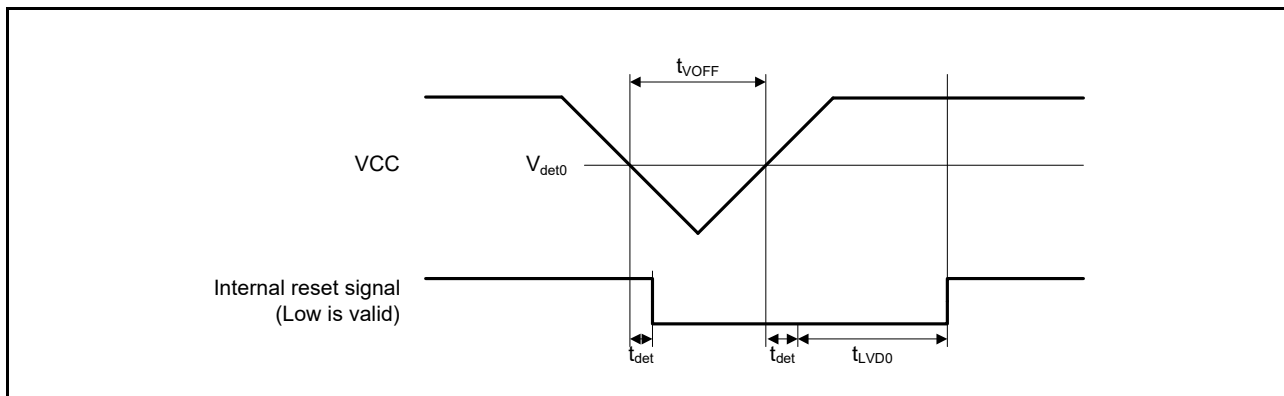 tVOFF
VCC
Vdet0
Internal reset signal
(Low is valid)
tdet
tdet
tLVD0